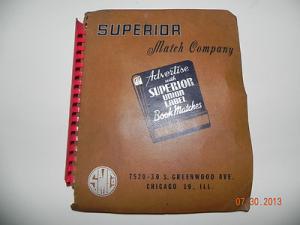 SUPERIOR
Match Company
Advertise
with
SUPERIOR
UNION
LABEL
Book Matches
SMC
7520-30 S. GREENWOOD AVE.
CHICAGO 19, ILL.
07/30/2013